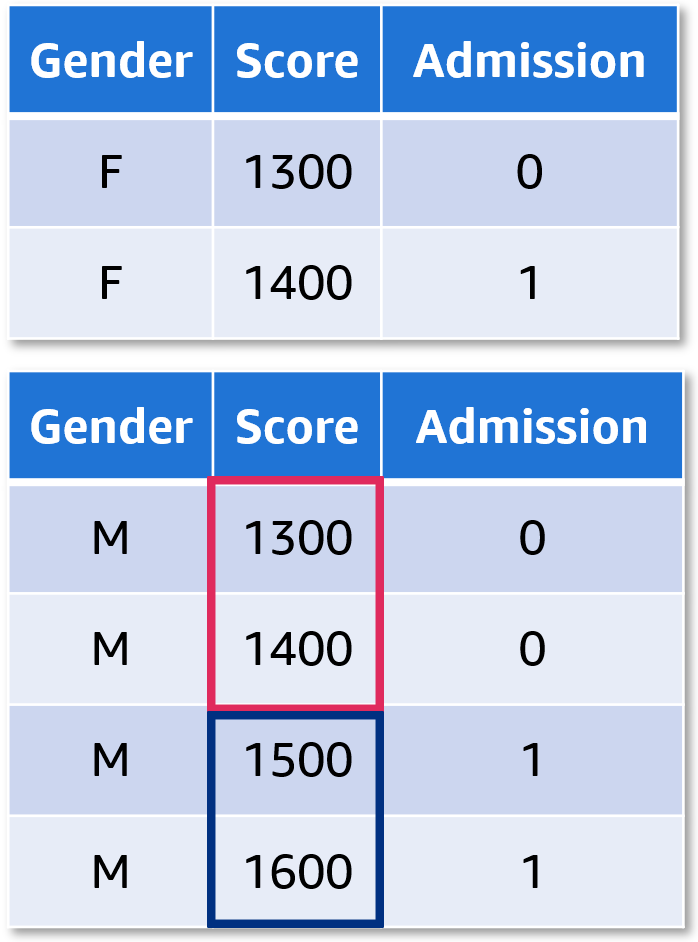 Gender Score Admission
F 1300 0
F 1400 1
Gender Score Admission
M 1300 0
M 1400 0
M 1500 1
M 1600 1